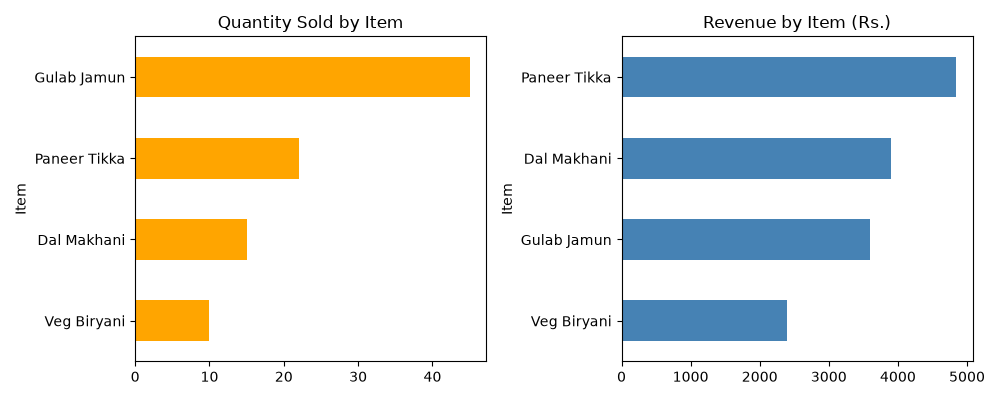 Quantity Sold by Item
Item
Gulab Jamun
Paneer Tikka
Dal Makhani
Veg Biryani
0 10 20 30 40
Revenue by Item (Rs.)
Item
Paneer Tikka
Dal Makhani
Gulab Jamun
Veg Biryani
0 1000 2000 3000 4000 5000